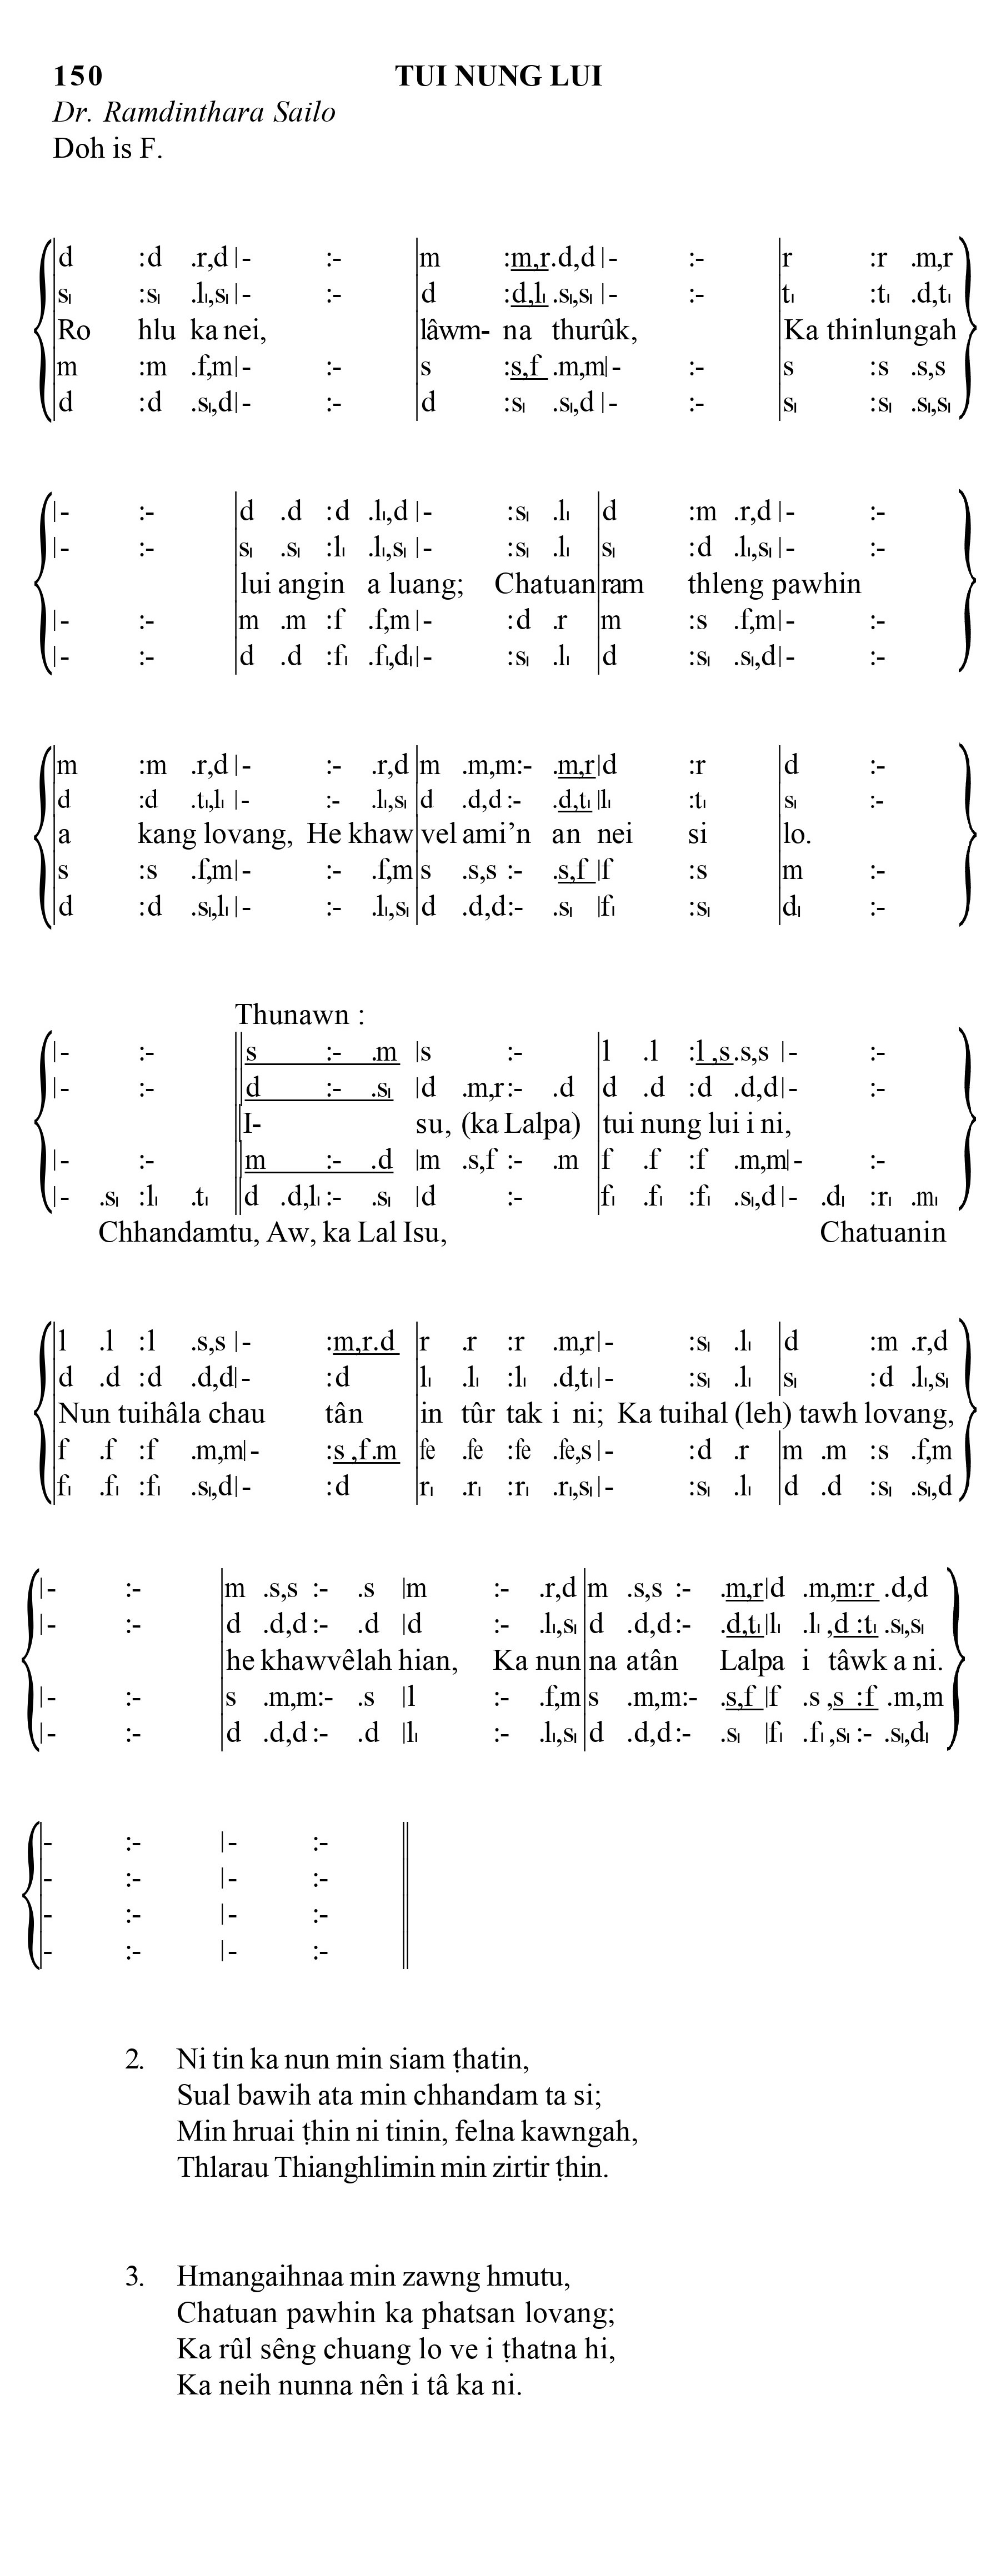 150 TUI NUNG LUI
Dr. Ramdinthara Sailo
Doh is F.
|d :d .r,d |- :- |m :m,r.d,d |- :- |r :r .m,r
|s₁ :s₁ .l₁,s₁ |- :- |d :d,l₁ .s₁,s₁ |- :- |t₁ :t₁ .d,t₁
Ro hlu ka nei, lâwm- na thurûk, Ka thinlungah
|m :m .f,m |- :- |s :s,f .m,m |- :- |s :s .s,s
|d :d .s₁,d |- :- |d :s₁ .s₁,d |- :- |s₁ :s₁ .s₁,s₁
|- :- |d .d :d .l₁,d |- :s₁ .l₁ |d :m .r,d |- :-
|- :- |s₁ .s₁ :l₁ .l₁,s₁ |- :s₁ .l₁ |s₁ :d .l₁,s₁ |- :-
lui angin a luang; Chatuan ram thleng pawhin
|- :- |m .m :f .f,m |- :d .r |m :s .f,m |- :-
|- :- |d .d :f₁ .f₁,d₁ |- :s₁ .l₁ |d :s₁ .s₁,d |- :-
|m :m .r,d |- :- .r,d |m .m,m:- .m,r |d :r |d :-
|d :d .t₁,l₁ |- :- .l₁,s₁ |d .d,d :- .d,t₁ |l₁ :t₁ |s₁ :-
a kang lovang, He khaw vel ami’n an nei si lo.
|s :s .f,m |- :- .f,m |s .s,s :- .s,f |f :s |m :-
|d :d .s₁,l₁ |- :- .l₁,s₁ |d .d,d:- .s₁ |f₁ :s₁ |d₁ :-
Thunawn :
|- :- ||s :- .m |s :- |l .l :l ,s.s,s |- :-
|- :- ||d :- .s₁ |d .m,r:- .d |d .d :d .d,d |- :-
I- su, (ka Lalpa) tui nung lui i ni,
|- :- ||m :- .d |m .s,f :- .m |f .f :f .m,m |- :-
|- .s₁ :l₁ .t₁ ||d .d,l₁:- .s₁ |d :- |f₁ .f₁ :f₁ .s₁,d |- .d₁ :r₁ .m₁
Chhandamtu, Aw, ka Lal Isu, Chatuanin
|l .l :l .s,s |- :m,r.d |r .r :r .m,r |- :s₁ .l₁ |d :m .r,d
|d .d :d .d,d |- :d |l₁ .l₁ :l₁ .d,t₁ |- :s₁ .l₁ |s₁ :d .l₁,s₁
Nun tuihâla chau tân in tûr tak i ni; Ka tuihal (leh) tawh lovang,
|f .f :f .m,m |- :s ,f.m |fe .fe :fe .fe,s |- :d .r |m .m :s .f,m
|f₁ .f₁ :f₁ .s₁,d |- :d |r₁ .r₁ :r₁ .r₁,s₁ |- :s₁ .l₁ |d .d :s₁ .s₁,d
|- :- |m .s,s :- .s |m :- .r,d |m .s,s :- .m,r |d .m,m:r .d,d
|- :- |d .d,d :- .d |d :- .l₁,s₁ |d .d,d :- .d,t₁ |l₁ .l₁ ,d :t₁ .s₁,s₁
he khawvêlah hian, Ka nun na atân Lalpa i tâwk a ni.
|- :- |s .m,m:- .s |l :- .f,m |s .m,m:- .s,f |f .s ,s :f .m,m
|- :- |d .d,d :- .d |l₁ :- .l₁,s₁ |d .d,d :- .s₁ |f₁ .f₁ ,s₁ :- .s₁,d₁
|- :- |- :- ||
|- :- |- :- ||
|- :- |- :- ||
|- :- |- :- ||
2. Ni tin ka nun min siam ṭhatin,
Sual bawih ata min chhandam ta si;
Min hruai ṭhin ni tinin, felna kawngah,
Thlarau Thianghlimin min zirtir ṭhin.
3. Hmangaihnaa min zawng hmutu,
Chatuan pawhin ka phatsan lovang;
Ka rûl sêng chuang lo ve i ṭhatna hi,
Ka neih nunna nên i tâ ka ni.